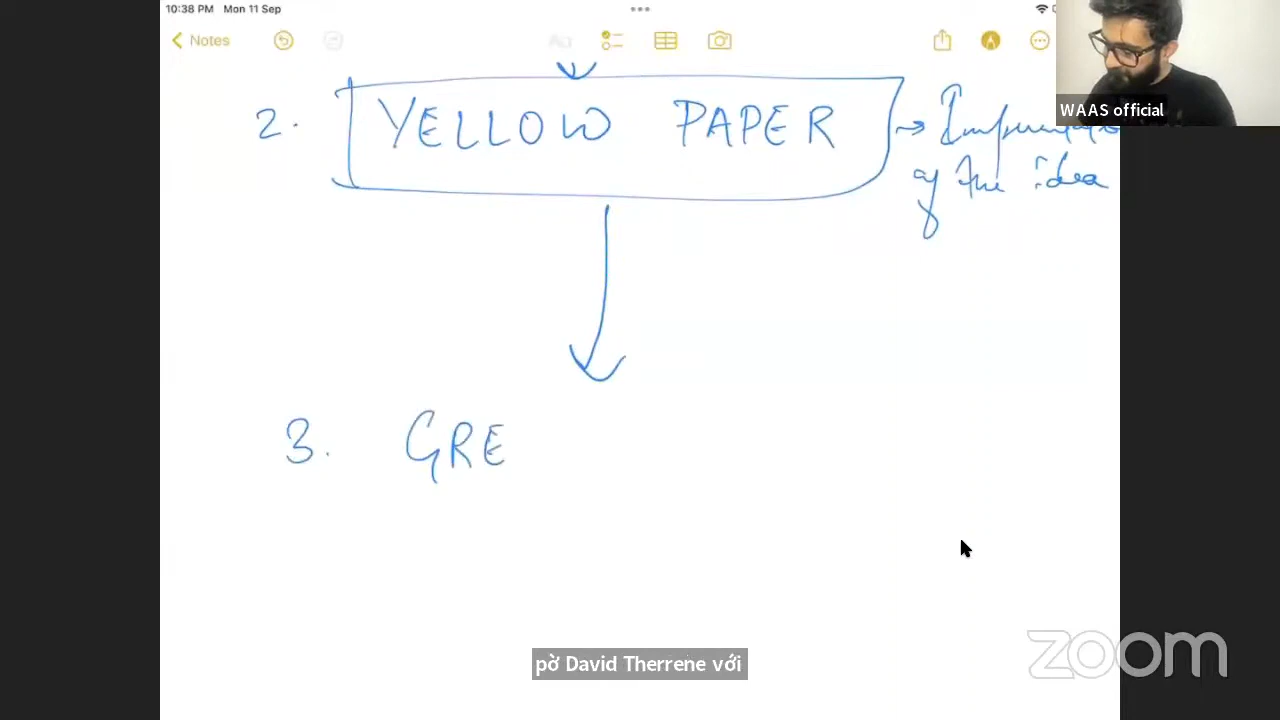 10:38 PM Mon 11 Sep
Notes
WAAS official
2. YELLOW PAPER →
of the idea
3. GRE
pờ David Therrene với
zoom